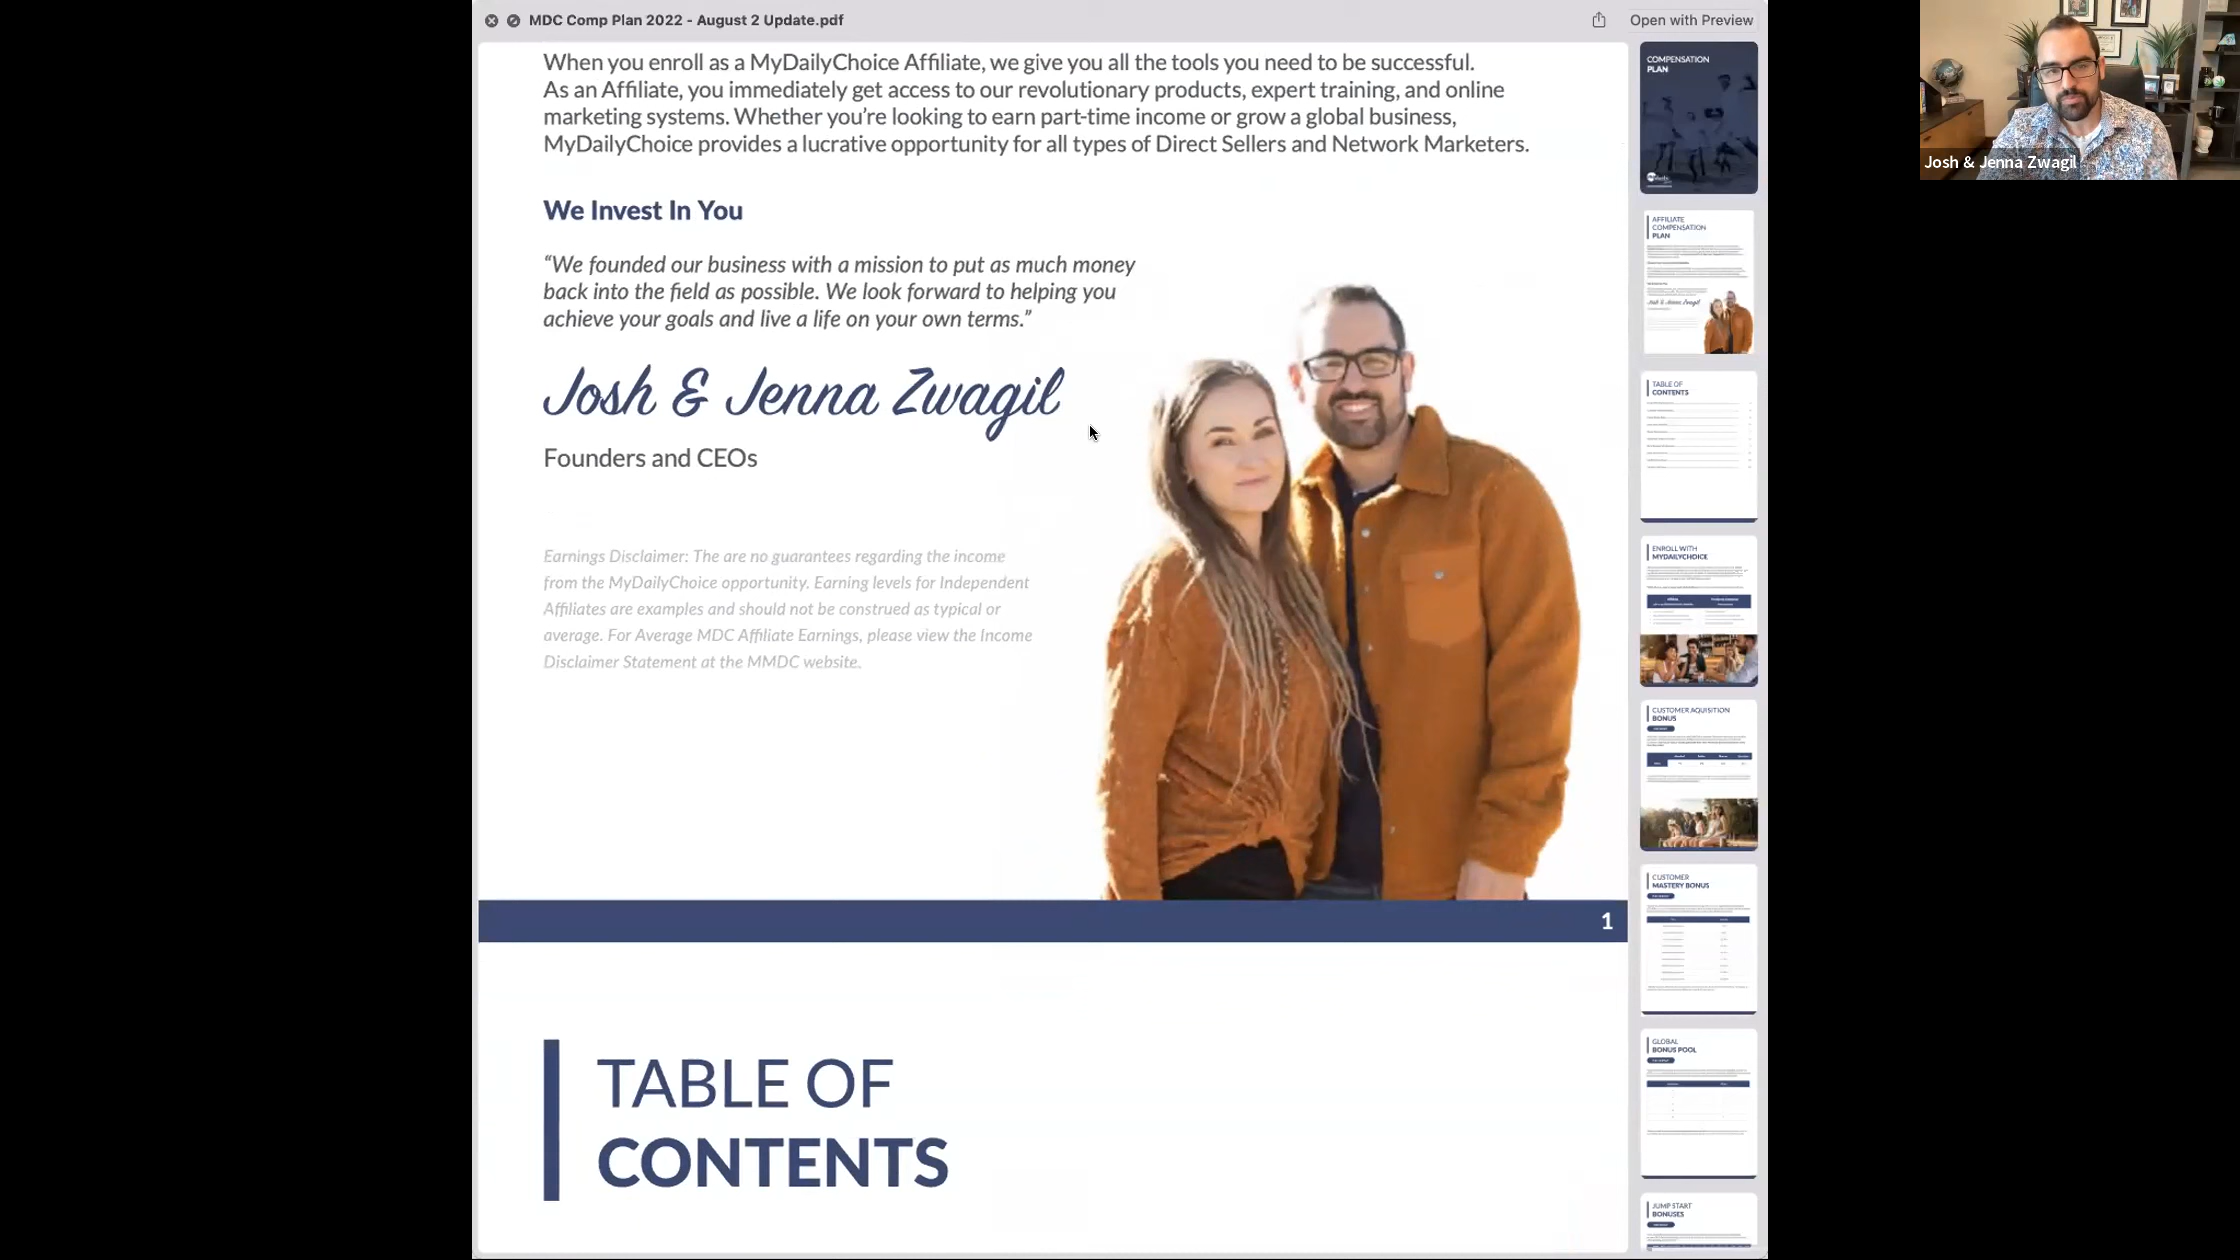 MDC Comp Plan 2022 - August 2 Update.pdf
Open with Preview
When you enroll as a MyDailyChoice Affiliate, we give you all the tools you need to be successful.
As an Affiliate, you immediately get access to our revolutionary products, expert training, and online
marketing systems. Whether you’re looking to earn part-time income or grow a global business,
MyDailyChoice provides a lucrative opportunity for all types of Direct Sellers and Network Marketers.
We Invest In You
“We founded our business with a mission to put as much money
back into the field as possible. We look forward to helping you
achieve your goals and live a life on your own terms.”
Josh & Jenna Zwagil
Founders and CEOs
Earnings Disclaimer: The are no guarantees regarding the income
from the MyDailyChoice opportunity. Earning levels for Independent
Affiliates are examples and should not be construed as typical or
average. For Average MDC Affiliate Earnings, please view the Income
Disclaimer Statement at the MMDC website.
1
TABLE OF
CONTENTS
COMPENSATION
PLAN
AFFILIATE
COMPENSATION
PLAN
Josh & Jenna Zwagil
TABLE OF
CONTENTS
ENROLL WITH
MYDAILYCHOICE
CUSTOMER AQUISITION
BONUS
CUSTOMER
MASTERY BONUS
GLOBAL
BONUS POOL
JUMP START
BONUSES
Josh & Jenna Zwagil